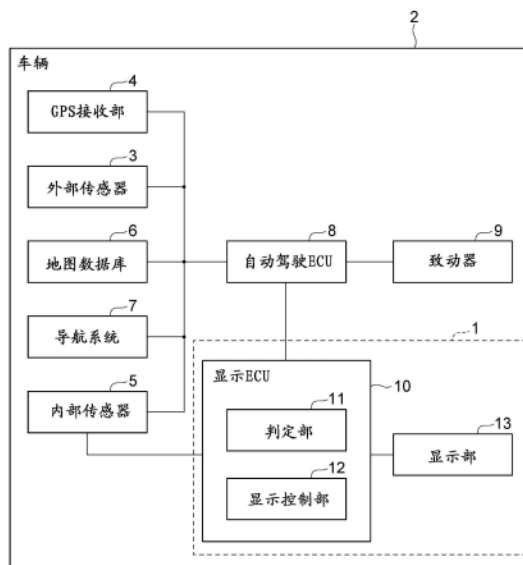 2
车辆
4
GPS接收部
3
外部传感器
6
地图数据库
8
自动驾驶ECU
9
致动器
7
导航系统
1
5
内部传感器
显示ECU
10
11
判定部
13
显示部
12
显示控制部